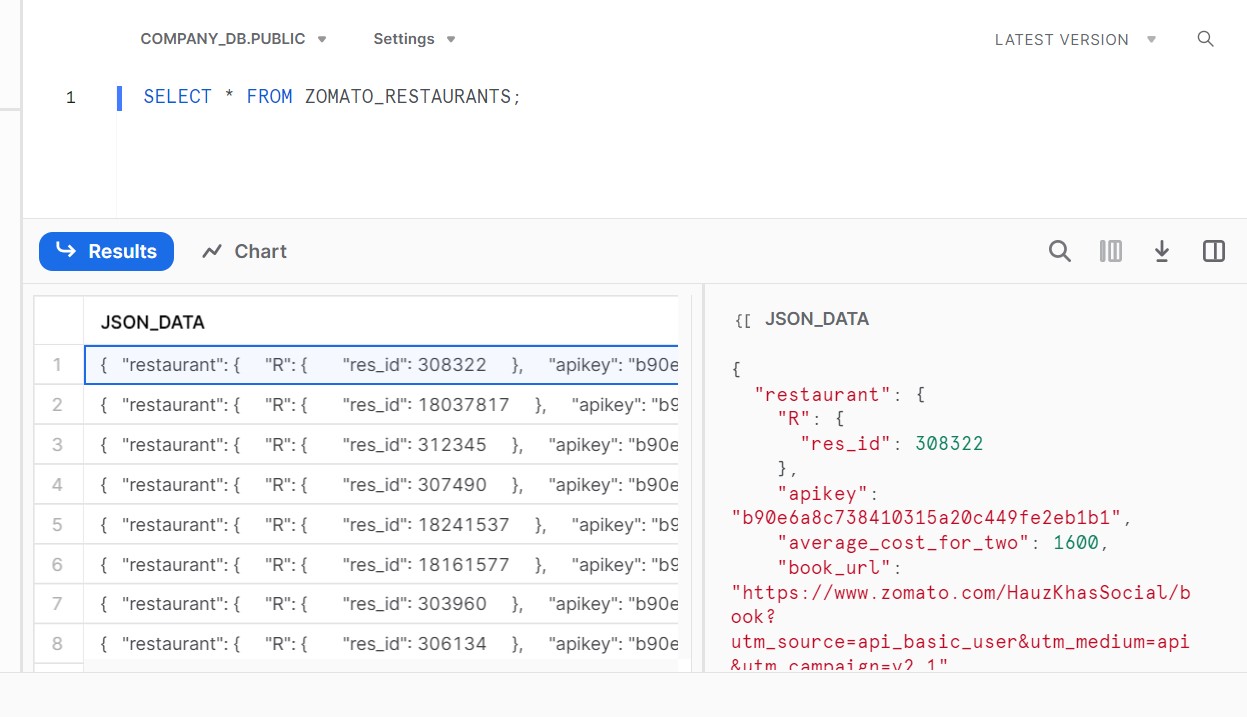 COMPANY_DB.PUBLIC Settings LATEST VERSION
1 SELECT * FROM ZOMATO_RESTAURANTS;
Results Chart
JSON_DATA
1 { "restaurant": { "R": { "res_id": 308322 }, "apikey": "b90e
2 { "restaurant": { "R": { "res_id": 18037817 }, "apikey": "b9
3 { "restaurant": { "R": { "res_id": 312345 }, "apikey": "b90e
4 { "restaurant": { "R": { "res_id": 307490 }, "apikey": "b90e
5 { "restaurant": { "R": { "res_id": 18241537 }, "apikey": "b9
6 { "restaurant": { "R": { "res_id": 18161577 }, "apikey": "b9
7 { "restaurant": { "R": { "res_id": 303960 }, "apikey": "b90e
8 { "restaurant": { "R": { "res_id": 306134 }, "apikey": "b90e
{[ JSON_DATA
{
"restaurant": {
"R": {
"res_id": 308322
},
"apikey":
"b90e6a8c738410315a20c449fe2eb1b1",
"average_cost_for_two": 1600,
"book_url":
"https://www.zomato.com/HauzKhasSocial/b
ook?
utm_source=api_basic_user&utm_medium=api
&utm_campaign=v2.1"